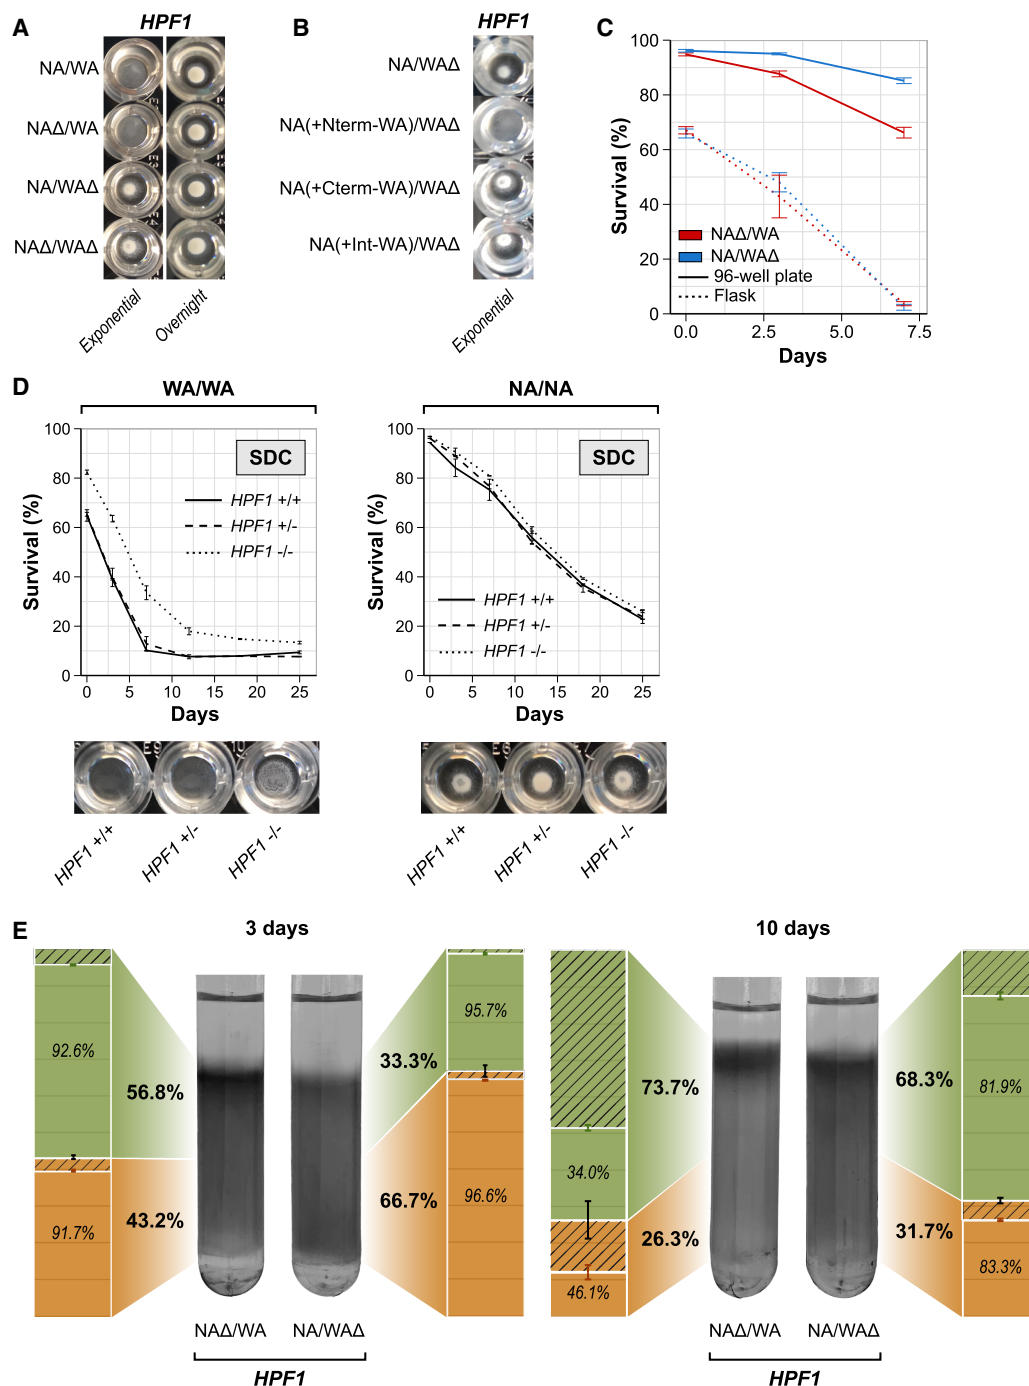 A
HPF1
NA/WA
NAΔ/WA
NA/WAΔ
NAΔ/WAΔ
Exponential
Overnight
B
HPF1
NA/WAΔ
NA(+Nterm-WA)/WAΔ
NA(+Cterm-WA)/WAΔ
NA(+Int-WA)/WAΔ
Exponential
C
100
80
60
40
20
0
Survival (%)
NAΔ/WA
NA/WAΔ
96-well plate
Flask
0.0 2.5 5.0 7.5
Days
D
WA/WA
100
80
60
40
20
0
Survival (%)
SDC
HPF1 +/+
HPF1 +/-
HPF1 -/-
0 5 10 15 20 25
Days
HPF1 +/+
HPF1 +/-
HPF1 -/-
NA/NA
100
80
60
40
20
0
Survival (%)
SDC
HPF1 +/+
HPF1 +/-
HPF1 -/-
0 5 10 15 20 25
Days
HPF1 +/+
HPF1 +/-
HPF1 -/-
E
3 days
92.6%
56.8%
33.3%
95.7%
91.7%
43.2%
66.7%
96.6%
NAΔ/WA NA/WAΔ
HPF1
10 days
34.0%
73.7%
68.3%
81.9%
46.1%
26.3%
31.7%
83.3%
NAΔ/WA NA/WAΔ
HPF1